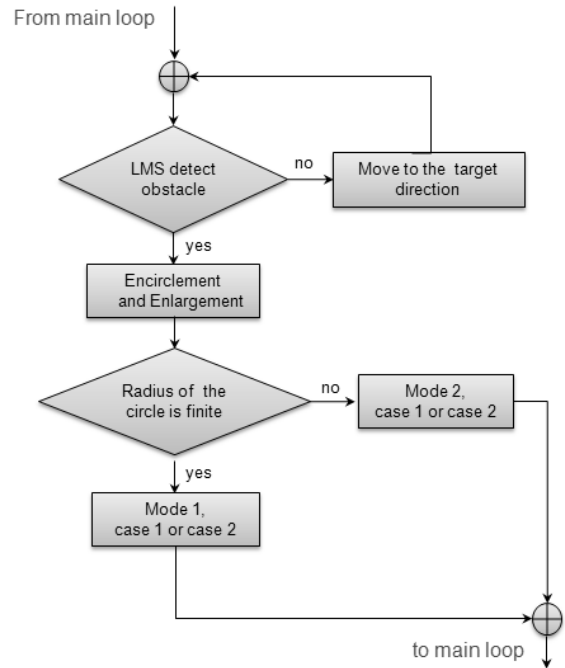 From main loop
LMS detect
obstacle
no
Move to the target
direction
yes
Encirclement
and Enlargement
Radius of the
circle is finite
no
Mode 2,
case 1 or case 2
yes
Mode 1,
case 1 or case 2
to main loop